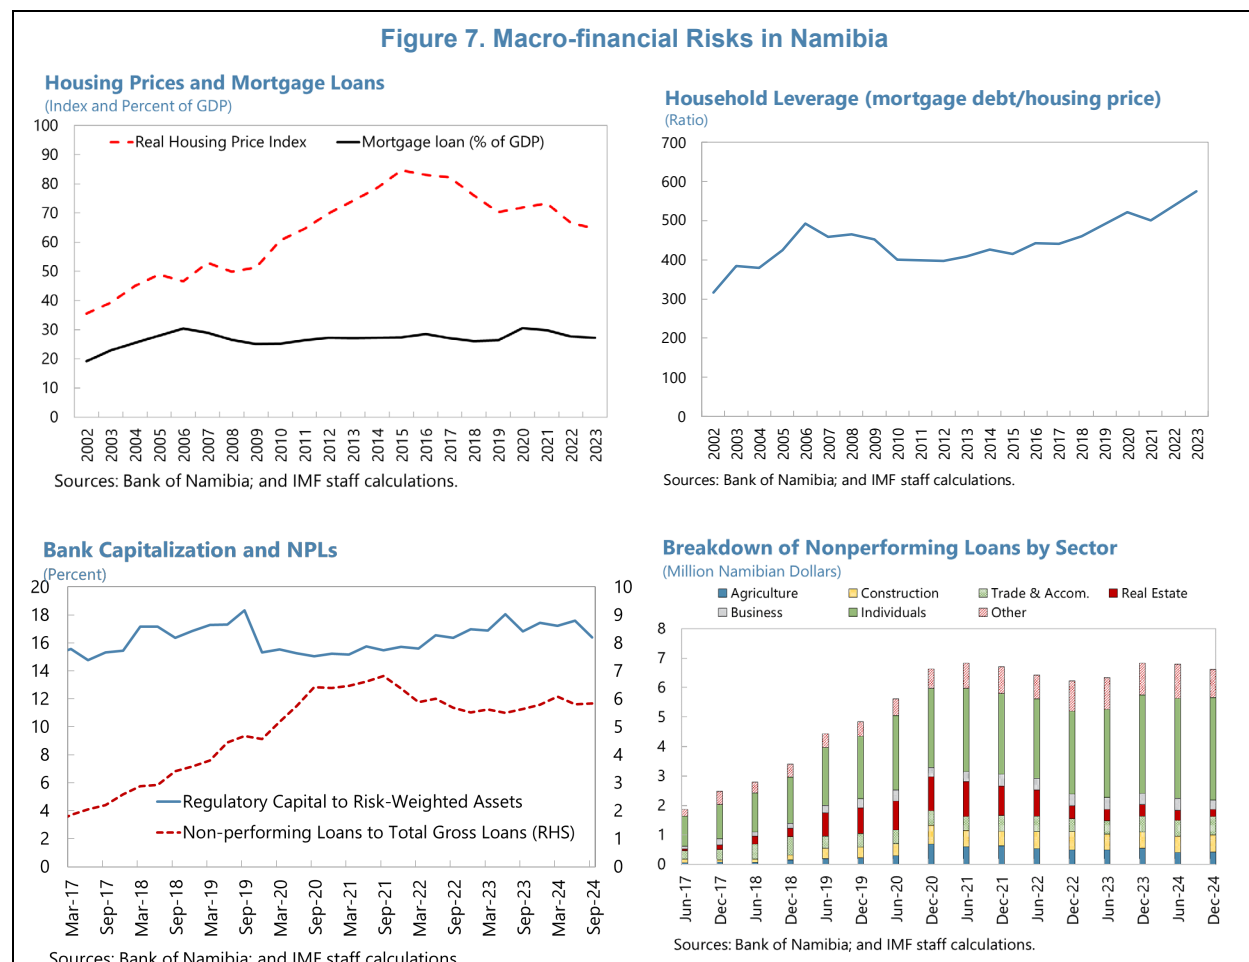 Figure 7. Macro-financial Risks in Namibia
Housing Prices and Mortgage Loans
(Index and Percent of GDP)
Real Housing Price Index
Mortgage loan (% of GDP)
100
90
80
70
60
50
40
30
20
10
0
2002
2003
2004
2005
2006
2007
2008
2009
2010
2011
2012
2013
2014
2015
2016
2017
2018
2019
2020
2021
2022
2023
Sources: Bank of Namibia; and IMF staff calculations.
Household Leverage (mortgage debt/housing price)
(Ratio)
700
600
500
400
300
200
100
0
2002
2003
2004
2005
2006
2007
2008
2009
2010
2011
2012
2013
2014
2015
2016
2017
2018
2019
2020
2021
2022
2023
Sources: Bank of Namibia; and IMF staff calculations.
Bank Capitalization and NPLs
(Percent)
20
18
16
14
12
10
8
6
4
2
0
10
9
8
7
6
5
4
3
2
1
0
Regulatory Capital to Risk-Weighted Assets
Non-performing Loans to Total Gross Loans (RHS)
Mar-17
Sep-17
Mar-18
Sep-18
Mar-19
Sep-19
Mar-20
Sep-20
Mar-21
Sep-21
Mar-22
Sep-22
Mar-23
Sep-23
Mar-24
Sep-24
Sources: Bank of Namibia; and IMF staff calculations
Breakdown of Nonperforming Loans by Sector
(Million Namibian Dollars)
Agriculture
Construction
Trade & Accom.
Real Estate
Business
Individuals
Other
8
7
6
5
4
3
2
1
0
Jun-17
Dec-17
Jun-18
Dec-18
Jun-19
Dec-19
Jun-20
Dec-20
Jun-21
Dec-21
Jun-22
Dec-22
Jun-23
Dec-23
Jun-24
Dec-24
Sources: Bank of Namibia; and IMF staff calculations.